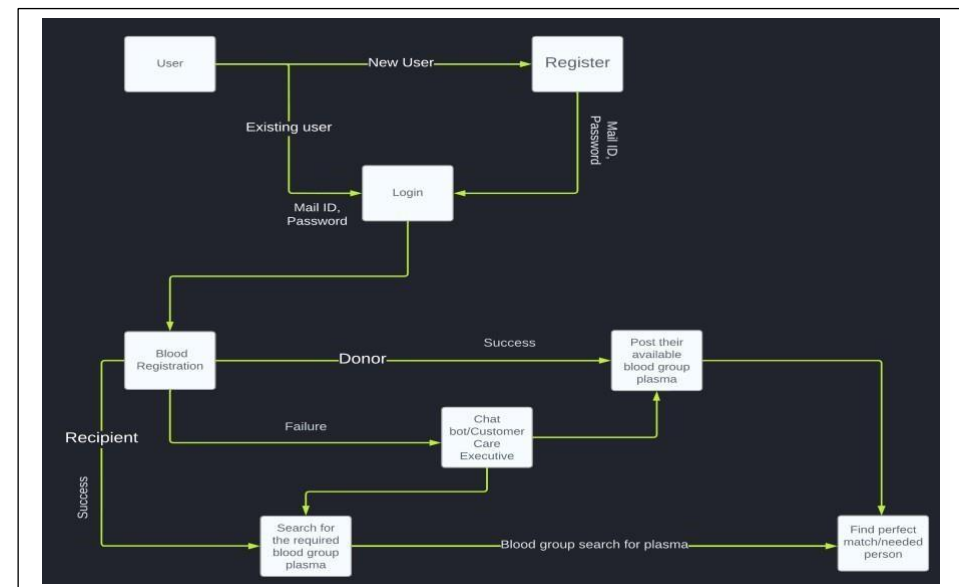 User
New User
Register
Existing user
Mail ID,
Password
Login
Mail ID,
Password
Blood
Registration
Donor
Success
Post their
available
blood group
plasma
Recipient
Failure
Chat
bot/Customer
Care
Executive
Success
Search for
the required
blood group
plasma
Blood group search for plasma
Find perfect
match/needed
person